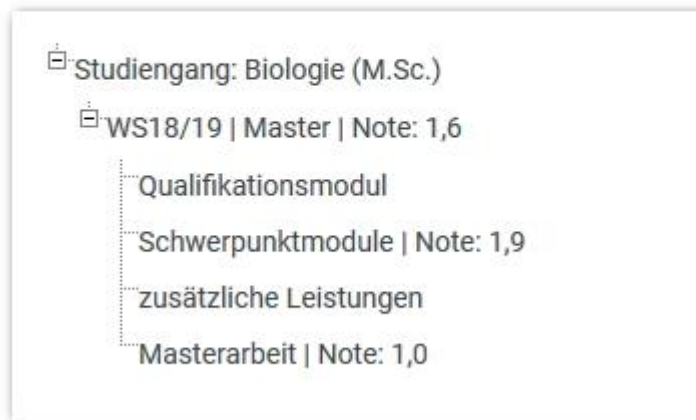 Studiengang: Biologie (M.Sc.)
WS18/19 | Master | Note: 1,6
Qualifikationsmodul
Schwerpunktmodule | Note: 1,9
zusätzliche Leistungen
Masterarbeit | Note: 1,0